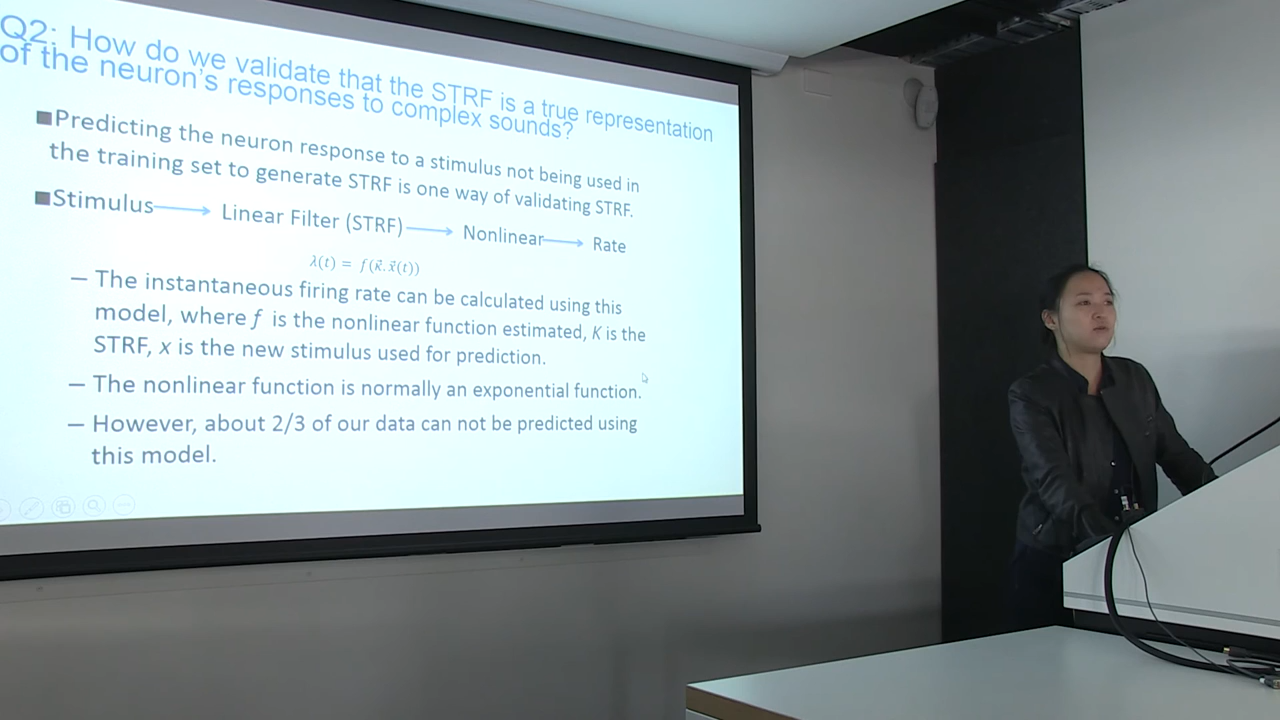 Q2: How do we validate that the STRF is a true representation
of the neuron's responses to complex sounds?
Predicting the neuron response to a stimulus not being used in
the training set to generate STRF is one way of validating STRF.
Stimulus → Linear Filter (STRF) → Nonlinear → Rate
λ(t) = f(κ⃗.x⃗(t))
– The instantaneous firing rate can be calculated using this
model, where f is the nonlinear function estimated, K is the
STRF, x is the new stimulus used for prediction.
– The nonlinear function is normally an exponential function.
– However, about 2/3 of our data can not be predicted using
this model.